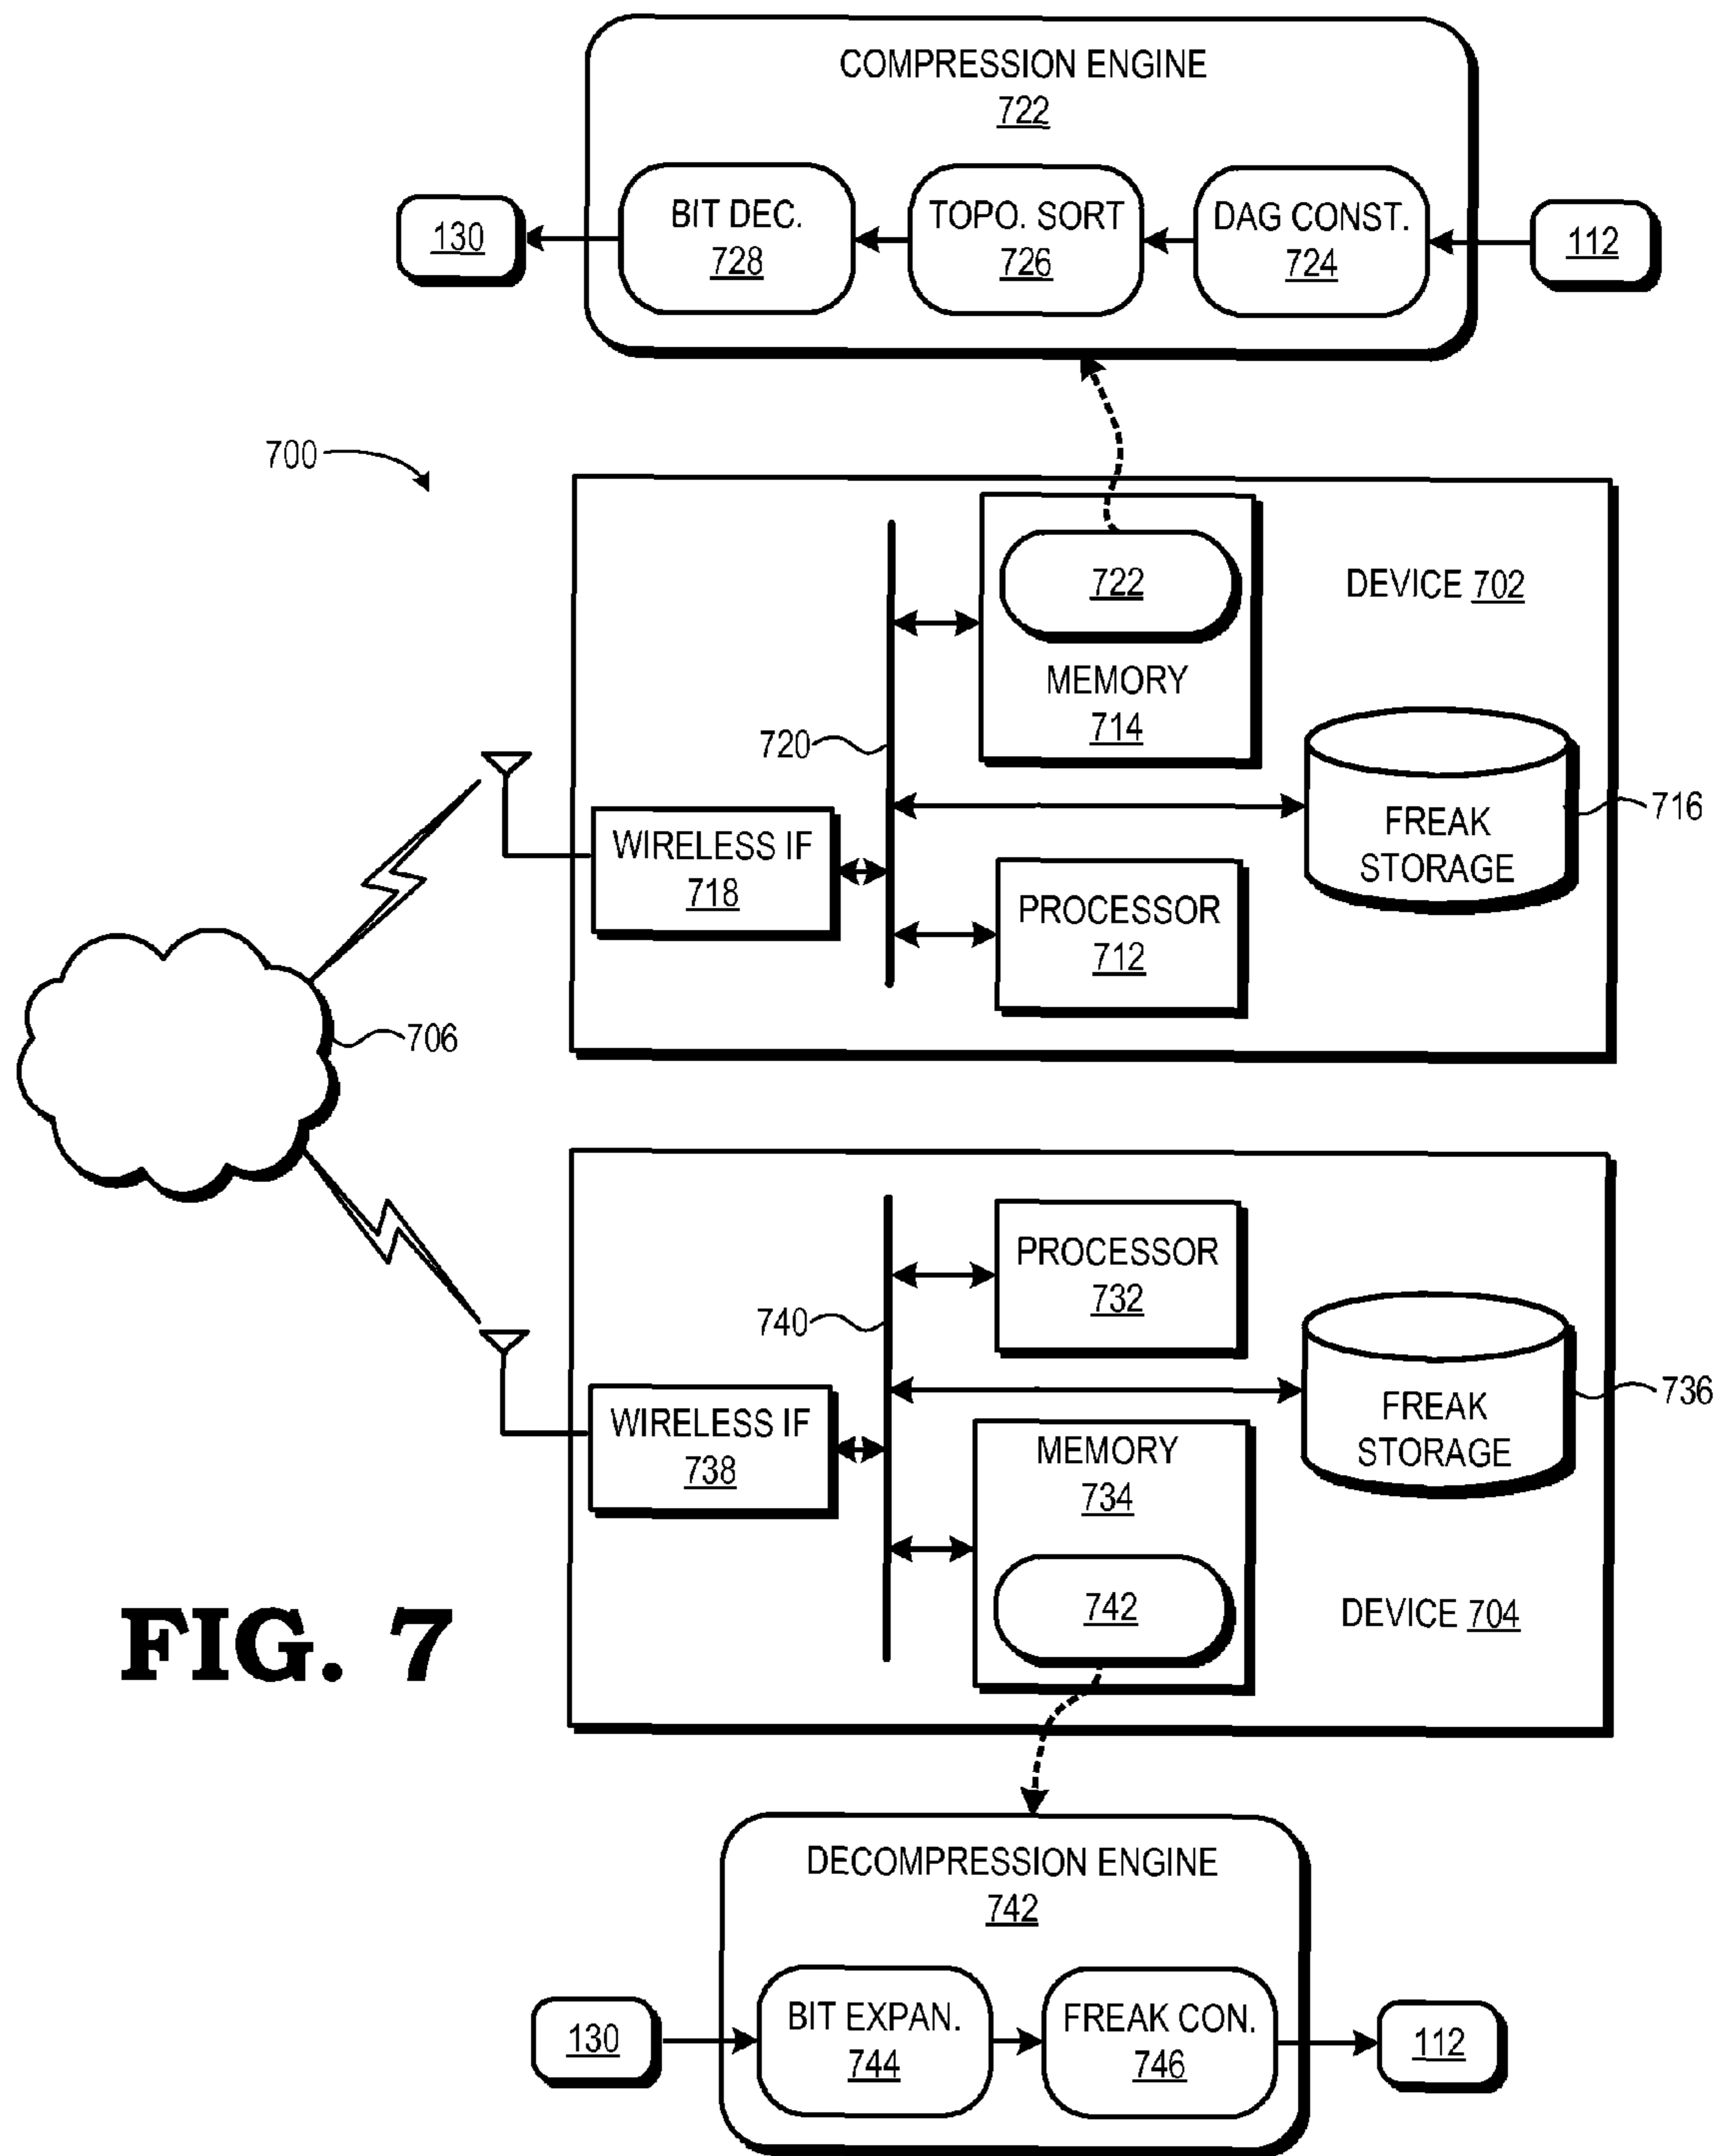 COMPRESSION ENGINE
722
130
BIT DEC.
728
TOPO. SORT
726
DAG CONST.
724
112
700
722
MEMORY
714
DEVICE 702
720
WIRELESS IF
718
PROCESSOR
712
FREAK
STORAGE
716
706
PROCESSOR
732
740
WIRELESS IF
738
MEMORY
734
742
FREAK
STORAGE
736
DEVICE 704
FIG. 7
DECOMPRESSION ENGINE
742
130
BIT EXPAN.
744
FREAK CON.
746
112